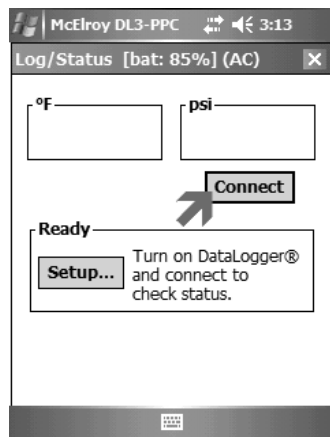 McElroy DL3-PPC 3:13
Log/Status [bat: 85%] (AC)
°F psi
Connect
Ready
Setup...
Turn on DataLogger®
and connect to
check status.